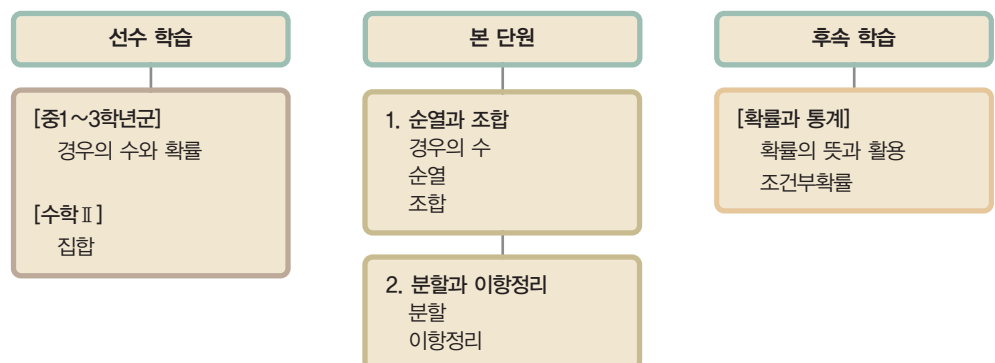 선수 학습
[중1~3학년군]
경우의 수와 확률
[수학Ⅱ]
집합
본 단원
1. 순열과 조합
경우의 수
순열
조합
2. 분할과 이항정리
분할
이항정리
후속 학습
[확률과 통계]
확률의 뜻과 활용
조건부확률